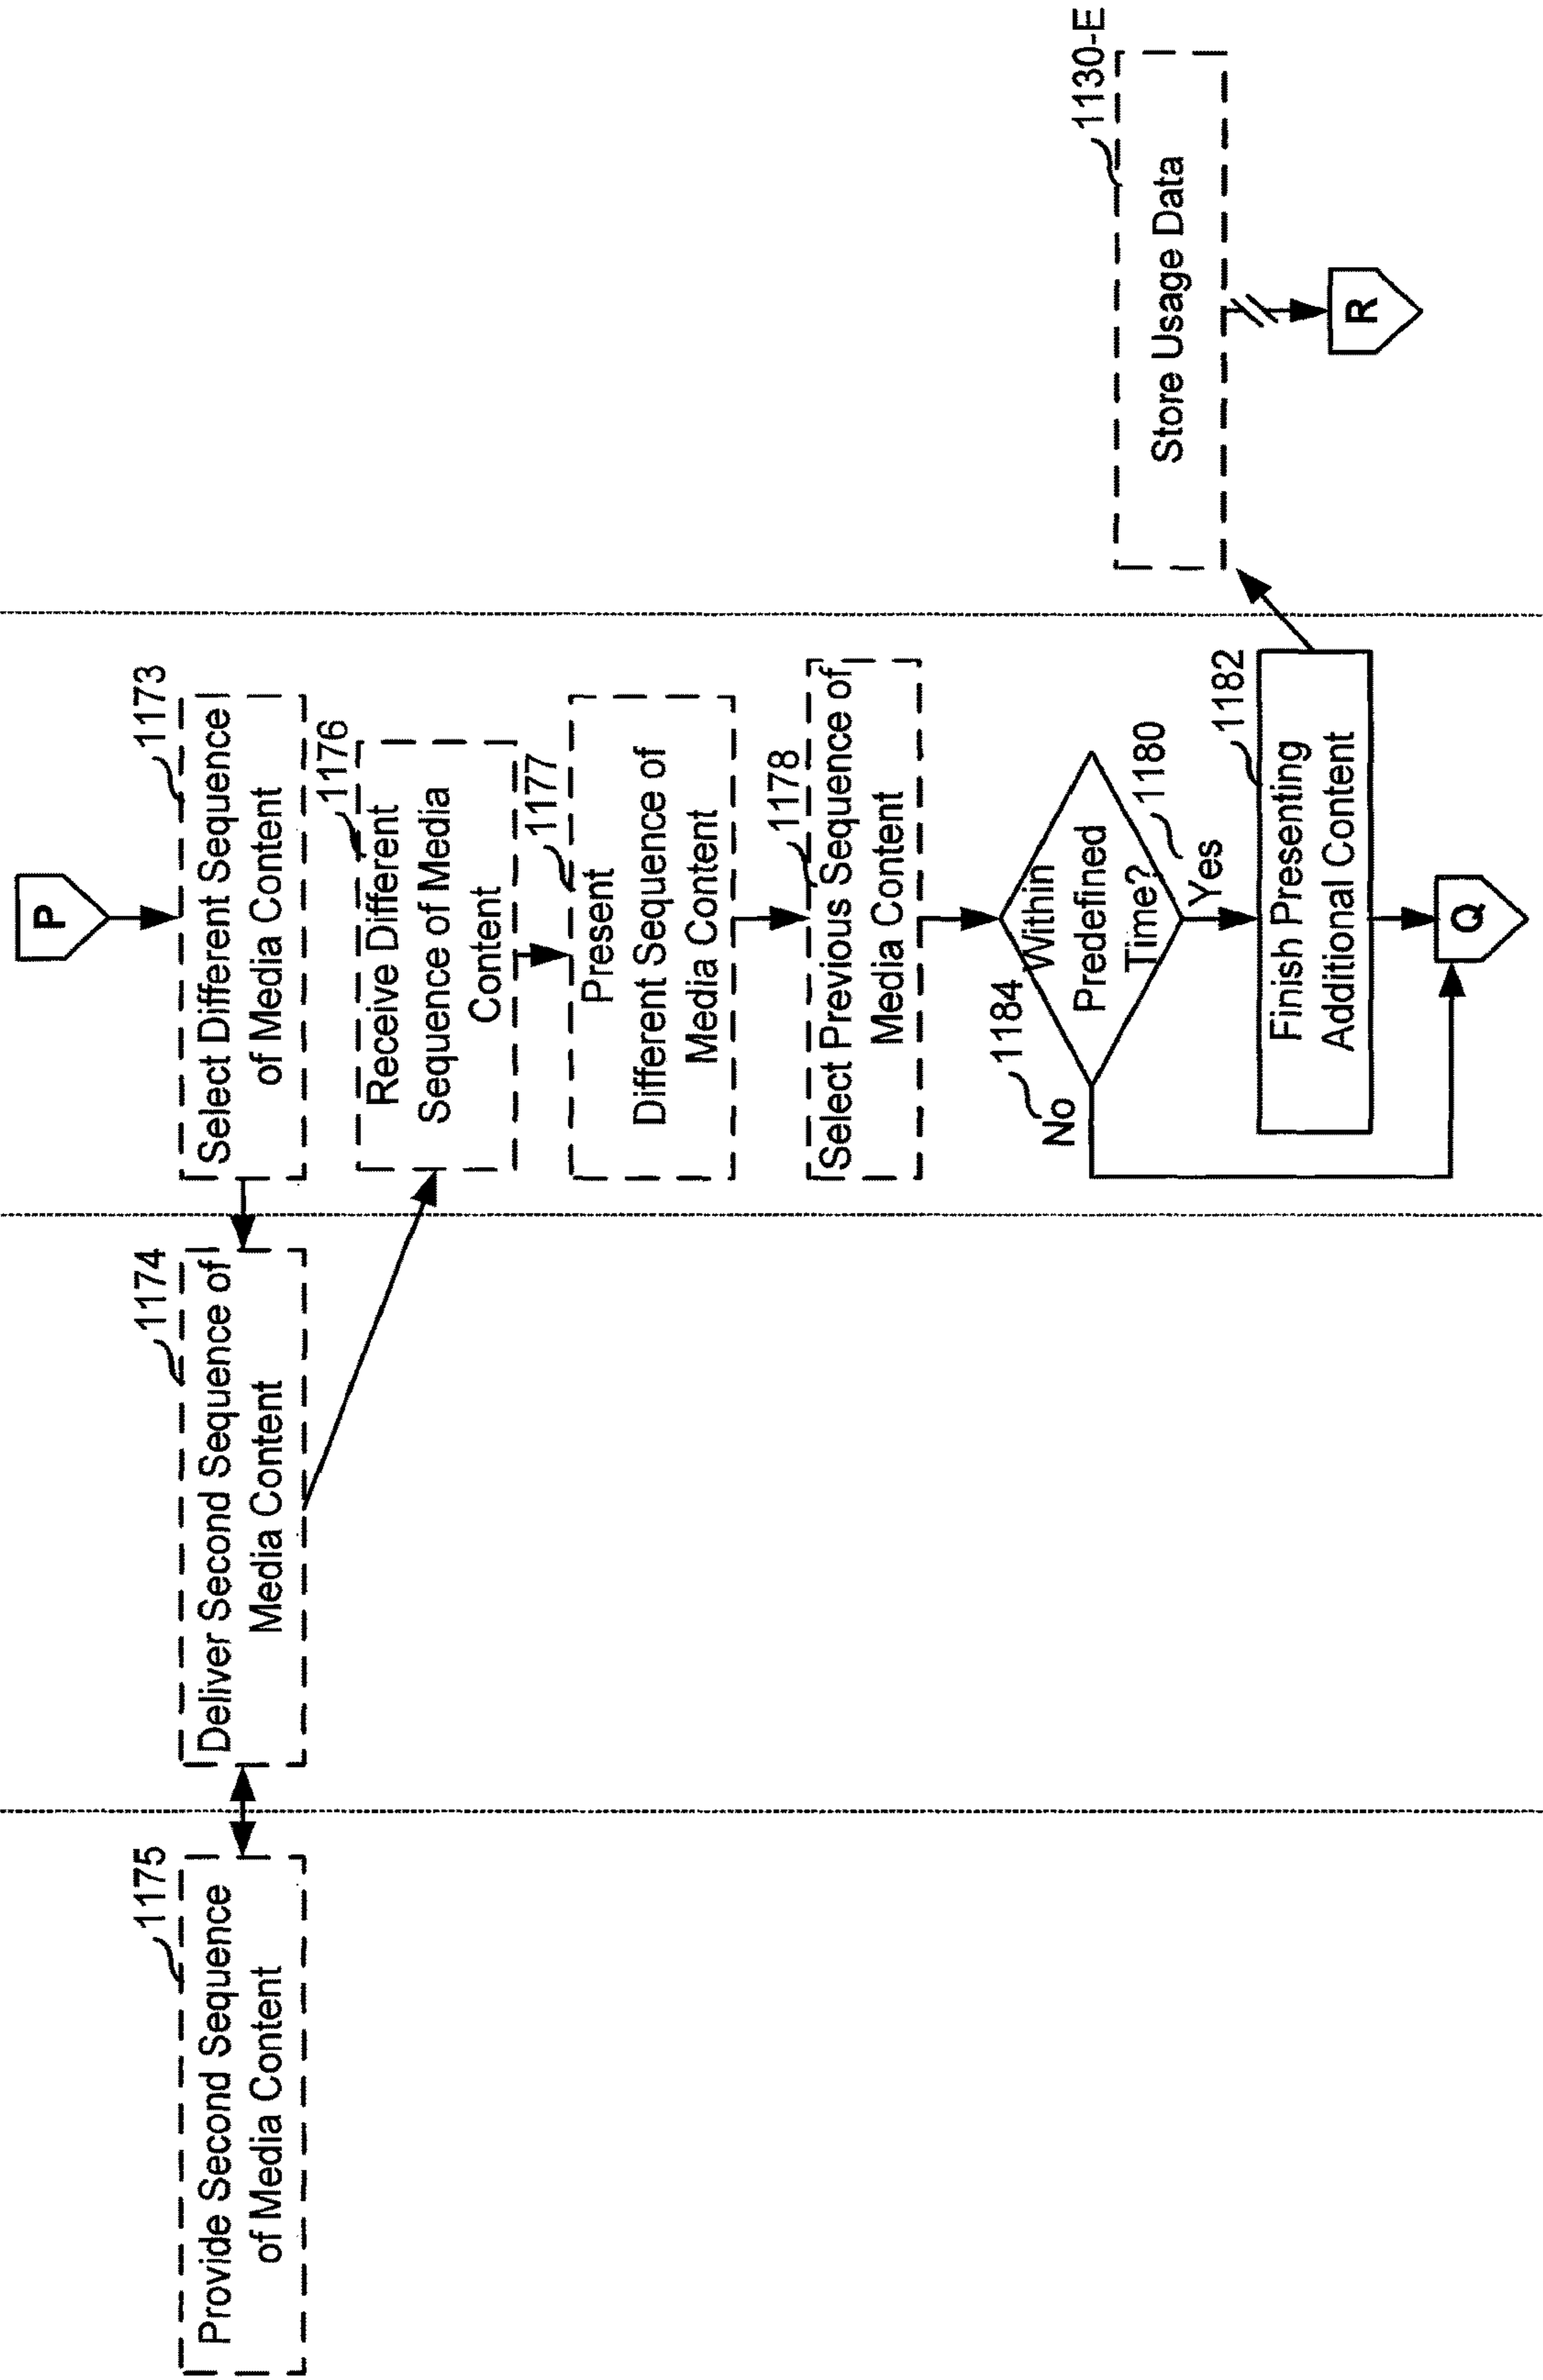 P
1175
Provide Second Sequence
of Media Content
1174
Deliver Second Sequence of
Media Content
1173
Select Different Sequence
of Media Content
1176
Receive Different
Sequence of Media
Content
1177
Present
Different Sequence of
Media Content
1178
Select Previous Sequence of
Media Content
1184
No
Within
Predefined
Time?
1180
Yes
1182
Finish Presenting
Additional Content
1130-E
Store Usage Data
Q
R